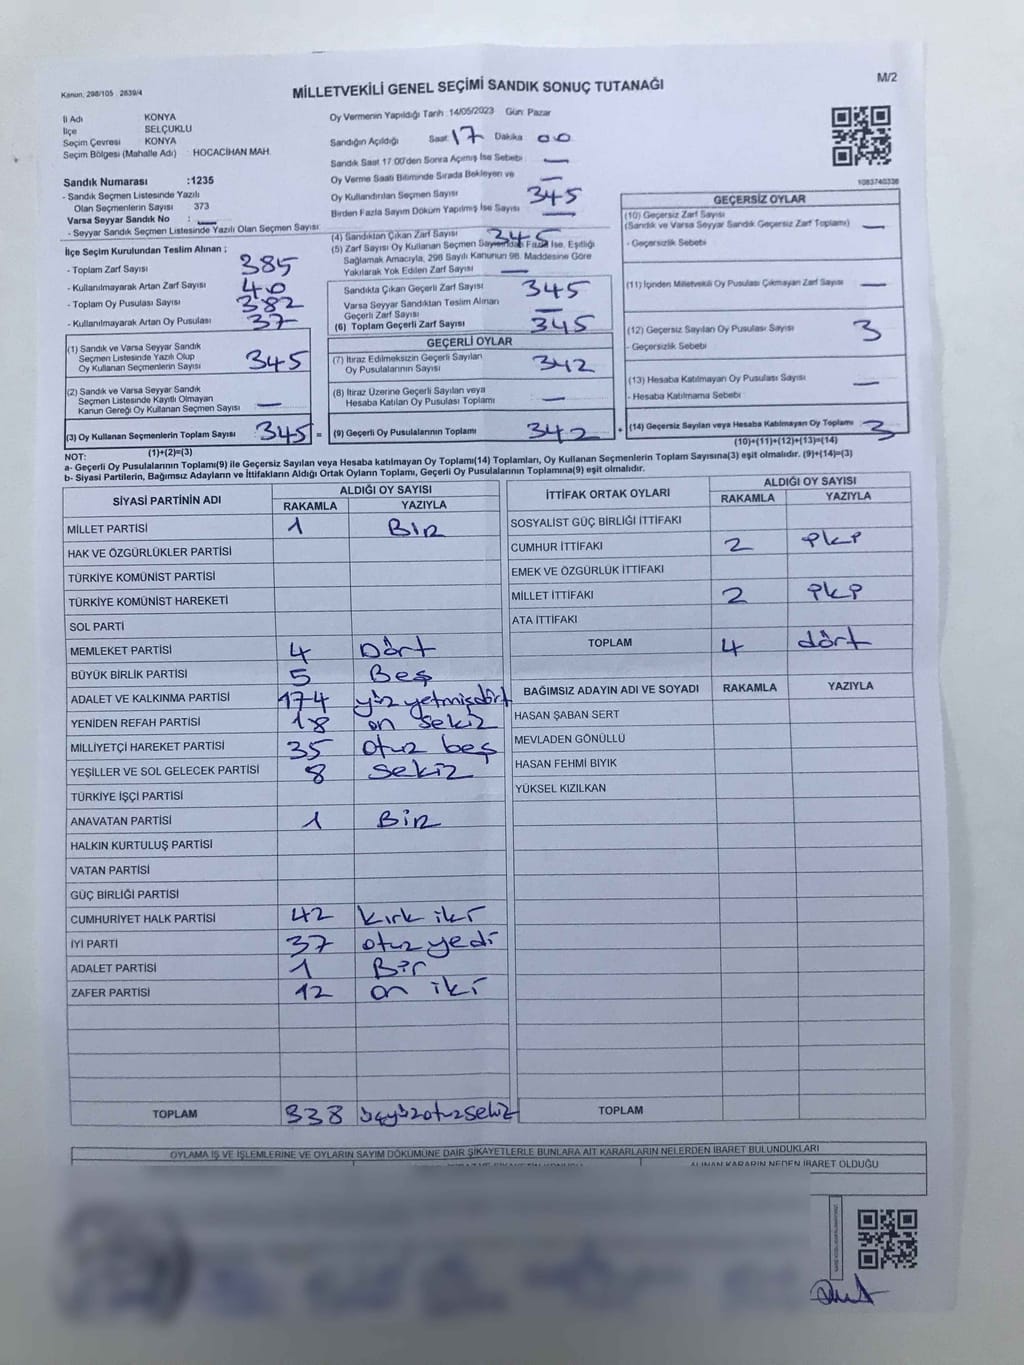 Kanun, 298/105 2839/4
MİLLETVEKİLİ GENEL SEÇİMİ SANDIK SONUÇ TUTANAĞI
M/2
İl Adı KONYA
İlçe SELÇUKLU
Seçim Çevresi KONYA
Seçim Bölgesi (Mahalle Adı) : HOCACİHAN MAH.
Sandık Numarası :1235
- Sandık Seçmen Listesinde Yazılı
Olan Seçmenlerin Sayısı 373
Varsa Seyyar Sandık No : —
- Seyyar Sandık Seçmen Listesinde Yazılı Olan Seçmen Sayısı
Oy Vermenin Yapıldığı Tarih : 14/05/2023 Gün: Pazar
Sandığın Açıldığı Saat 17 Dakika 00
Sandık Saat 17:00'den Sonra Açılmış İse Sebebi : —
Oy Verme Saati Bitiminde Sırada Bekleyen ve —
Oy Kullandırılan Seçmen Sayısı 345
Birden Fazla Sayım Döküm Yapılmış İse Sayısı —
1083740336
İlçe Seçim Kurulundan Teslim Alınan ;
- Toplam Zarf Sayısı 385
- Kullanılmayarak Artan Zarf Sayısı 40
- Toplam Oy Pusulası Sayısı 382
- Kullanılmayarak Artan Oy Pusulası 37
(1) Sandık ve Varsa Seyyar Sandık
Seçmen Listesinde Yazılı Olup
Oy Kullanan Seçmenlerin Sayısı 345
(2) Sandık ve Varsa Seyyar Sandık
Seçmen Listesinde Kayıtlı Olmayan
Kanun Gereği Oy Kullanan Seçmen Sayısı —
(3) Oy Kullanan Seçmenlerin Toplam Sayısı 345 =
(1)+(2)=(3)
(4) Sandıktan Çıkan Zarf Sayısı 345
(5) Zarf Sayısı Oy Kullanan Seçmen Sayısından Fazla İse, Eşitliği
Sağlamak Amacıyla, 298 Sayılı Kanunun 98. Maddesine Göre
Yakılarak Yok Edilen Zarf Sayısı —
Sandıkta Çıkan Geçerli Zarf Sayısı 345
Varsa Seyyar Sandıktan Teslim Alınan
Geçerli Zarf Sayısı —
(6) Toplam Geçerli Zarf Sayısı 345
GEÇERLİ OYLAR
(7) İtiraz Edilmeksizin Geçerli Sayılan
Oy Pusulalarının Sayısı 342
(8) İtiraz Üzerine Geçerli Sayılan veya
Hesaba Katılan Oy Pusulası Toplamı —
(9) Geçerli Oy Pusulalarının Toplamı 342 +
GEÇERSİZ OYLAR
(10) Geçersiz Zarf Sayısı
(Sandık ve Varsa Seyyar Sandık Geçersiz Zarf Toplamı) —
- Geçersizlik Sebebi
(11) İçinden Milletvekili Oy Pusulası Çıkmayan Zarf Sayısı —
(12) Geçersiz Sayılan Oy Pusulası Sayısı 3
- Geçersizlik Sebebi
(13) Hesaba Katılmayan Oy Pusulası Sayısı —
- Hesaba Katılmama Sebebi
(14) Geçersiz Sayılan veya Hesaba Katılmayan Oy Toplamı 3
(10)+(11)+(12)+(13)=(14)
NOT:
a- Geçerli Oy Pusulalarının Toplamı(9) ile Geçersiz Sayılan veya Hesaba katılmayan Oy Toplamı(14) Toplamları, Oy Kullanan Seçmenlerin Toplam Sayısına(3) eşit olmalıdır. (9)+(14)=(3)
b- Siyasi Partilerin, Bağımsız Adayların ve İttifakların Aldığı Ortak Oyların Toplamı, Geçerli Oy Pusulalarının Toplamına(9) eşit olmalıdır.
SİYASİ PARTİNİN ADI ALDIĞI OY SAYISI
RAKAMLA YAZIYLA
MİLLET PARTİSİ 1 Bir
HAK VE ÖZGÜRLÜKLER PARTİSİ
TÜRKİYE KOMÜNİST PARTİSİ
TÜRKİYE KOMÜNİST HAREKETİ
SOL PARTİ
MEMLEKET PARTİSİ 4 Dört
BÜYÜK BİRLİK PARTİSİ 5 Beş
ADALET VE KALKINMA PARTİSİ 174 yüz yetmişdört
YENİDEN REFAH PARTİSİ 18 on sekiz
MİLLİYETÇİ HAREKET PARTİSİ 35 otuz beş
YEŞİLLER VE SOL GELECEK PARTİSİ 8 sekiz
TÜRKİYE İŞÇİ PARTİSİ
ANAVATAN PARTİSİ 1 Bir
HALKIN KURTULUŞ PARTİSİ
VATAN PARTİSİ
GÜÇ BİRLİĞİ PARTİSİ
CUMHURİYET HALK PARTİSİ 42 kırk iki
İYİ PARTİ 37 otuz yedi
ADALET PARTİSİ 1 Bir
ZAFER PARTİSİ 12 on iki
TOPLAM 338 üçyüzotuzsekiz
İTTİFAK ORTAK OYLARI ALDIĞI OY SAYISI
RAKAMLA YAZIYLA
SOSYALİST GÜÇ BİRLİĞİ İTTİFAKI
CUMHUR İTTİFAKI 2 iki
EMEK VE ÖZGÜRLÜK İTTİFAKI
MİLLET İTTİFAKI 2 iki
ATA İTTİFAKI
TOPLAM 4 dört
BAĞIMSIZ ADAYIN ADI VE SOYADI RAKAMLA YAZIYLA
HASAN ŞABAN SERT
MEVLADEN GÖNÜLLÜ
HASAN FEHMİ BIYIK
YÜKSEL KIZILKAN
TOPLAM
OYLAMA İŞ VE İŞLEMLERİNE VE OYLARIN SAYIM DÖKÜMÜNE DAİR ŞİKAYETLERLE BUNLARA AİT KARARLARIN NELERDEN İBARET BULUNDUKLARI
ALINAN KARARIN NEDEN İBARET OLDUĞU